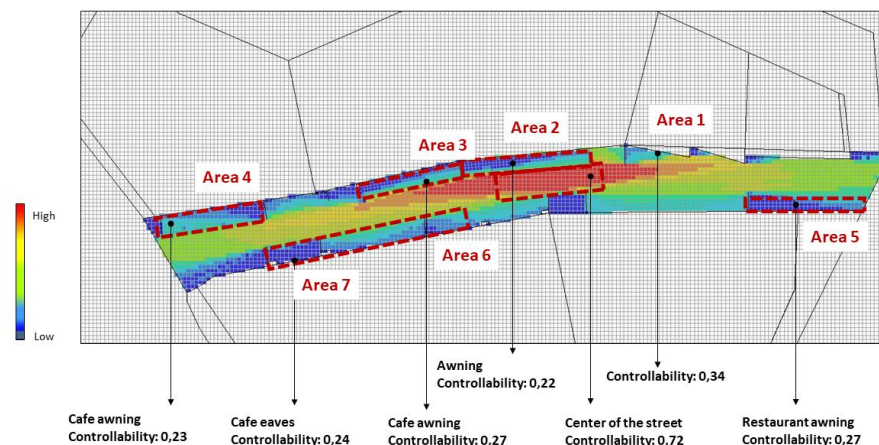 Area 1
Area 2
Area 3
Area 4
High
Area 5
Area 6
Area 7
Low
Awning
Controllability: 0,22
Controllability: 0,34
Cafe awning
Controllability: 0,23
Cafe eaves
Controllability: 0,24
Cafe awning
Controllability: 0,27
Center of the street
Controllability: 0,72
Restaurant awning
Controllability: 0,27